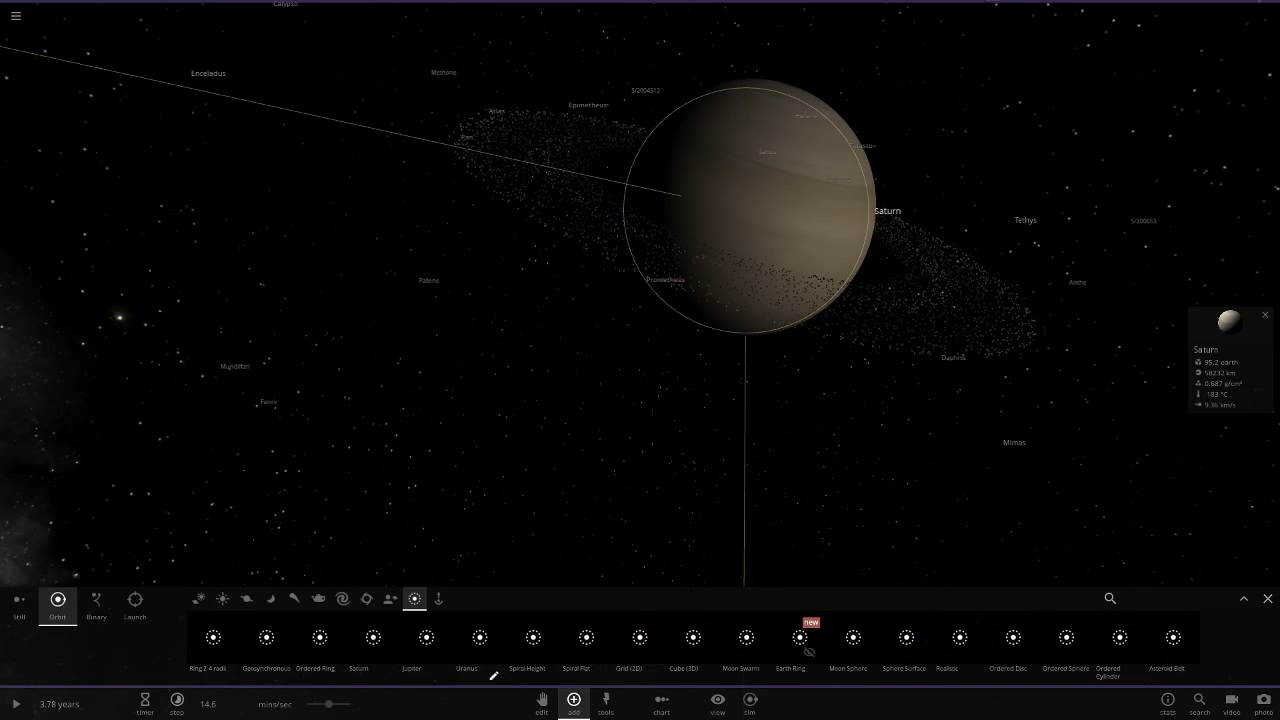 Calypso
Enceladus
Methone
S/2004S12
Epimetheus
Atlas
Pan
Saturn
Tethys
S/2006S3
Prometheus
Pallene
Anthe
Mundilfari
Daphnis
Fenrir
Mimas
Saturn
95.2 earth
58232 km
0.687 g/cm³
-183 °C
9.36 km/s
Still
Orbit
Binary
Launch
new
Ring 2-4 radii
Geosynchronous
Ordered Ring
Saturn
Jupiter
Uranus
Spiral Height
Spiral Flat
Grid (2D)
Cube (3D)
Moon Swarm
Earth Ring
Moon Sphere
Sphere Surface
Realistic
Ordered Disc
Ordered Sphere
Ordered
Cylinder
Asteroid Belt
3.78 years
timer
step
14.6
mins/sec
edit
add
tools
chart
view
sim
stats
search
video
photo